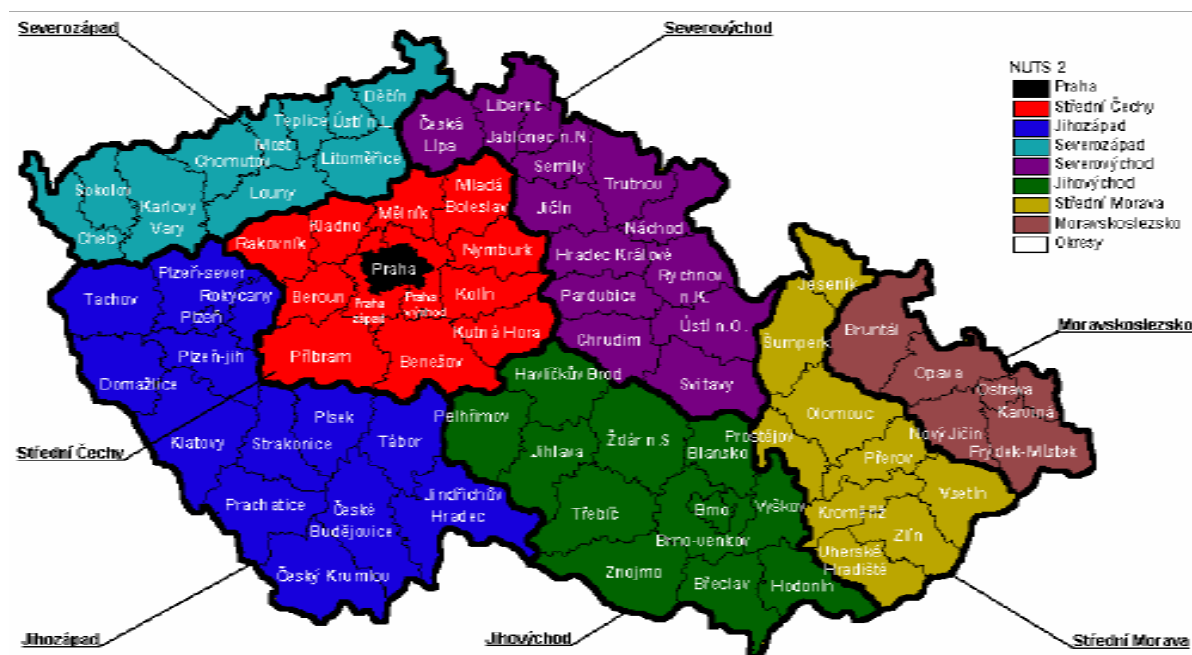 Severozápad
Severovýchod
NUTS 2
Praha
Střední Čechy
Jihozápad
Severozápad
Severovýchod
Jihovýchod
Střední Morava
Moravskoslezsko
Okresy
Děčín
Teplice
Ústí n.L.
Most
Chomutov
Litoměřice
Louny
Sokolov
Karlovy
Vary
Cheb
Liberec
Česká
Lípa
Jablonec n.N.
Semily
Trutnov
Jičín
Náchod
Hradec Králové
Rychnov
n.K.
Pardubice
Ústí n.O.
Chrudim
Svitavy
Mladá
Boleslav
Mělník
Kladno
Rakovník
Nymburk
Praha
Beroun
Praha
západ
Praha
východ
Kolín
Kutná Hora
Příbram
Benešov
Plzeň-sever
Tachov
Rokycany
Plzeň
Plzeň-jih
Domažlice
Klatovy
Písek
Strakonice
Tábor
Prachatice
České
Budějovice
Jindřichův
Hradec
Český Krumlov
Havlíčkův Brod
Pelhřimov
Jihlava
Žďár n.S
Blansko
Třebíč
Brno
Vyškov
Brno-venkov
Znojmo
Břeclav
Hodonín
Jeseník
Šumperk
Olomouc
Prostějov
Přerov
Kroměříž
Vsetín
Zlín
Uherské
Hradiště
Bruntál
Opava
Ostrava
Karviná
Nový Jičín
Frýdek-Místek
Moravskoslezsko
Střední Čechy
Jihozápad
Jihovýchod
Střední Morava